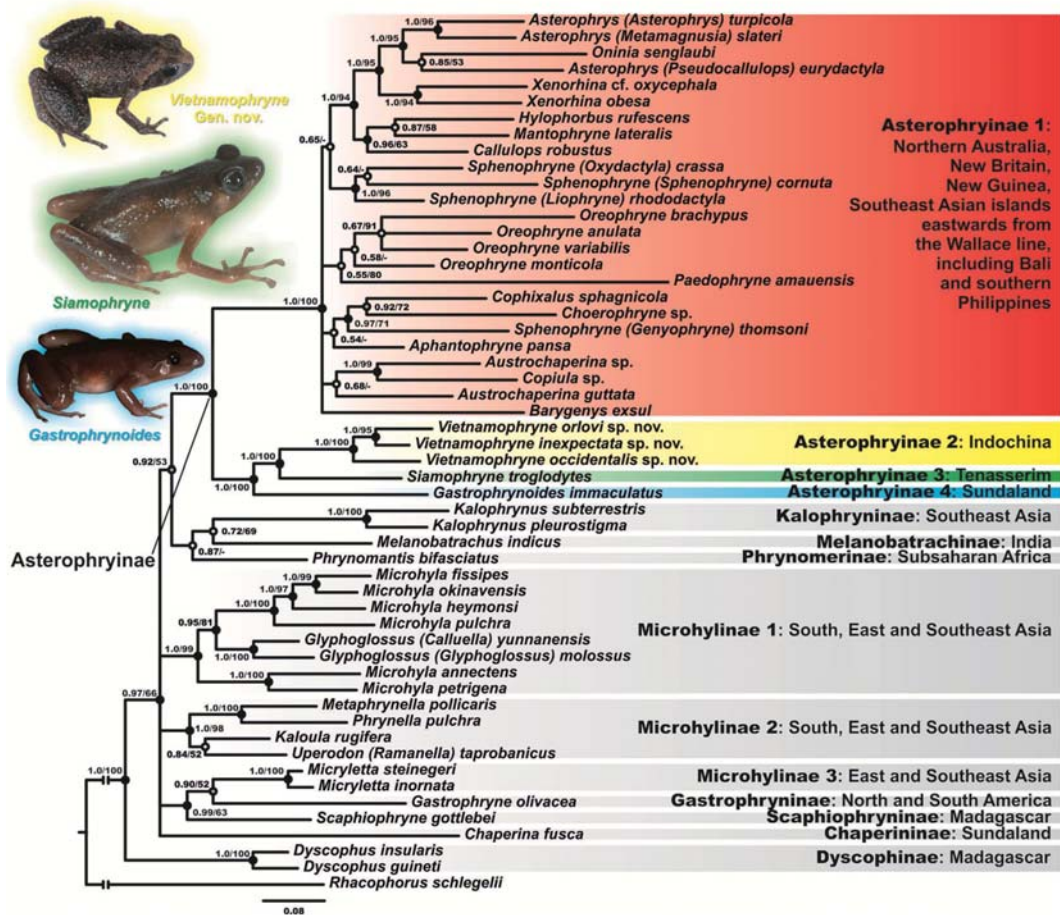 Vietnamophryne
Gen. nov.
Siamophryne
Gastrophrynoides
Asterophryinae
1.0/96
Asterophrys (Asterophrys) turpicola
1.0/95
Asterophrys (Metamagnusia) slateri
Oninia senglaubi
0.85/53
Asterophrys (Pseudocallulops) eurydactyla
1.0/95
Xenorhina cf. oxycephala
1.0/94
Xenorhina obesa
1.0/94
Hylophorbus rufescens
0.87/58
Mantophryne lateralis
0.96/63
Callulops robustus
0.65/-
Sphenophryne (Oxydactyla) crassa
0.64/-
Sphenophryne (Sphenophryne) cornuta
1.0/96
Sphenophryne (Liophryne) rhododactyla
Oreophryne brachypus
0.67/91
Oreophryne anulata
Oreophryne variabilis
0.58/-
Oreophryne monticola
0.55/80
Paedophryne amauensis
1.0/100
Cophixalus sphagnicola
0.92/72
Choerophryne sp.
0.97/71
Sphenophryne (Genyophryne) thomsoni
0.54/-
Aphantophryne pansa
Austrochaperina sp.
1.0/99
Copiula sp.
0.68/-
Austrochaperina guttata
Barygenys exsul
1.0/100
Vietnamophryne orlovi sp. nov.
1.0/95
Vietnamophryne inexpectata sp. nov.
1.0/100
Vietnamophryne occidentalis sp. nov.
1.0/100
Siamophryne troglodytes
1.0/100
Gastrophrynoides immaculatus
0.92/53
Kalophrynus subterrestris
1.0/100
Kalophrynus pleurostigma
0.72/69
Melanobatrachus indicus
0.87/-
Phrynomantis bifasciatus
Microhyla fissipes
1.0/99
Microhyla okinavensis
1.0/97
Microhyla heymonsi
1.0/100
Microhyla pulchra
0.95/81
Glyphoglossus (Calluella) yunnanensis
1.0/100
Glyphoglossus (Glyphoglossus) molossus
1.0/99
Microhyla annectens
1.0/100
Microhyla petrigena
0.97/66
Metaphrynella pollicaris
1.0/100
Phrynella pulchra
1.0/98
Kaloula rugifera
0.84/52
Uperodon (Ramanella) taprobanicus
1.0/100
Micryletta steinegeri
1.0/100
Micryletta inornata
0.90/52
Gastrophryne olivacea
0.99/63
Scaphiophryne gottlebei
Chaperina fusca
Dyscophus insularis
1.0/100
Dyscophus guineti
Rhacophorus schlegelii
0.08
Asterophryinae 1:
Northern Australia,
New Britain,
New Guinea,
Southeast Asian islands
eastwards from
the Wallace line,
including Bali
and southern
Philippines
Asterophryinae 2: Indochina
Asterophryinae 3: Tenasserim
Asterophryinae 4: Sundaland
Kalophryninae: Southeast Asia
Melanobatrachinae: India
Phrynomerinae: Subsaharan Africa
Microhylinae 1: South, East and Southeast Asia
Microhylinae 2: South, East and Southeast Asia
Microhylinae 3: East and Southeast Asia
Gastrophryninae: North and South America
Scaphiophryninae: Madagascar
Chaperininae: Sundaland
Dyscophinae: Madagascar